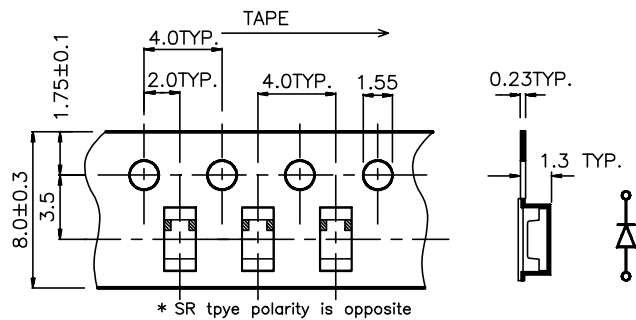 TAPE
4.0TYP.
1.75±0.1
2.0TYP.
4.0TYP.
1.55
0.23TYP.
1.3 TYP.
8.0±0.3
3.5
* SR tpye polarity is opposite